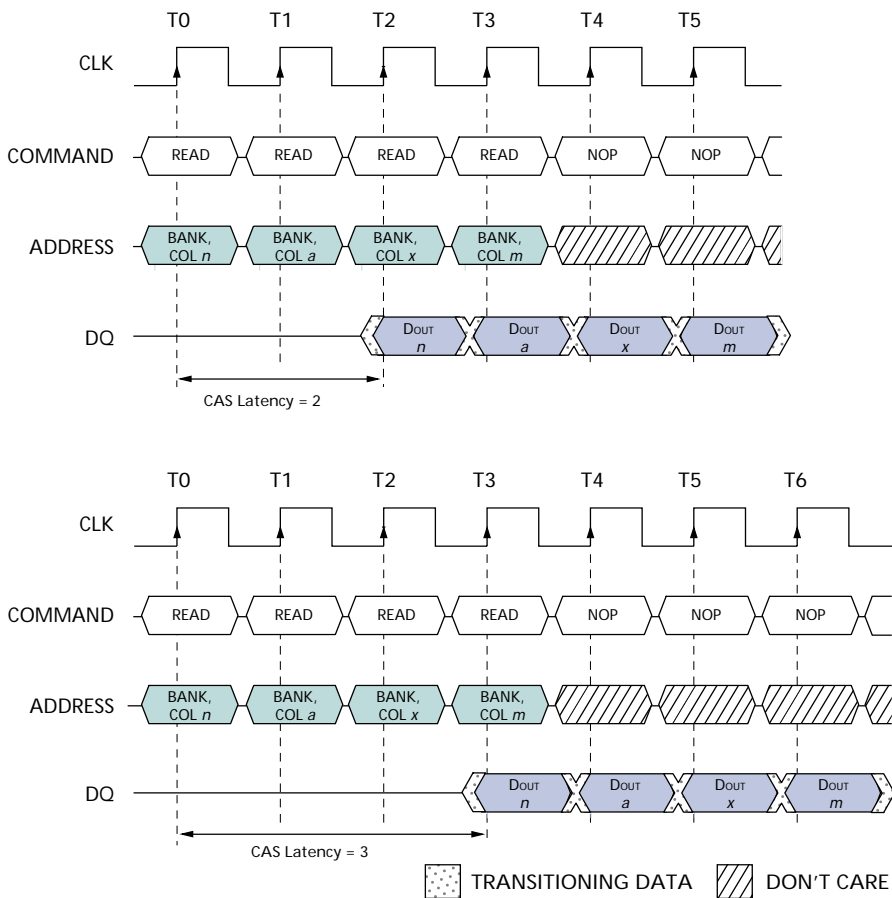 T0 T1 T2 T3 T4 T5
CLK
COMMAND READ READ READ READ NOP NOP
ADDRESS BANK, BANK, BANK, BANK,
COL n COL a COL x COL m
DQ DOUT DOUT DOUT DOUT
n a x m
CAS Latency = 2
T0 T1 T2 T3 T4 T5 T6
CLK
COMMAND READ READ READ READ NOP NOP NOP
ADDRESS BANK, BANK, BANK, BANK,
COL n COL a COL x COL m
DQ DOUT DOUT DOUT DOUT
n a x m
CAS Latency = 3
TRANSITIONING DATA DON'T CARE